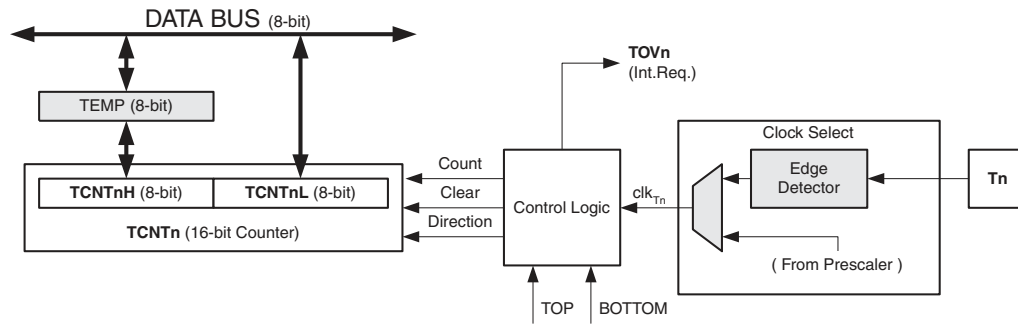 DATA BUS (8-bit)
TOVn
(Int.Req.)
TEMP (8-bit)
Clock Select
Count
Edge
Detector
Tn
TCNTnH (8-bit)
TCNTnL (8-bit)
Clear
Control Logic
clkTn
TCNTn (16-bit Counter)
Direction
( From Prescaler )
TOP
BOTTOM